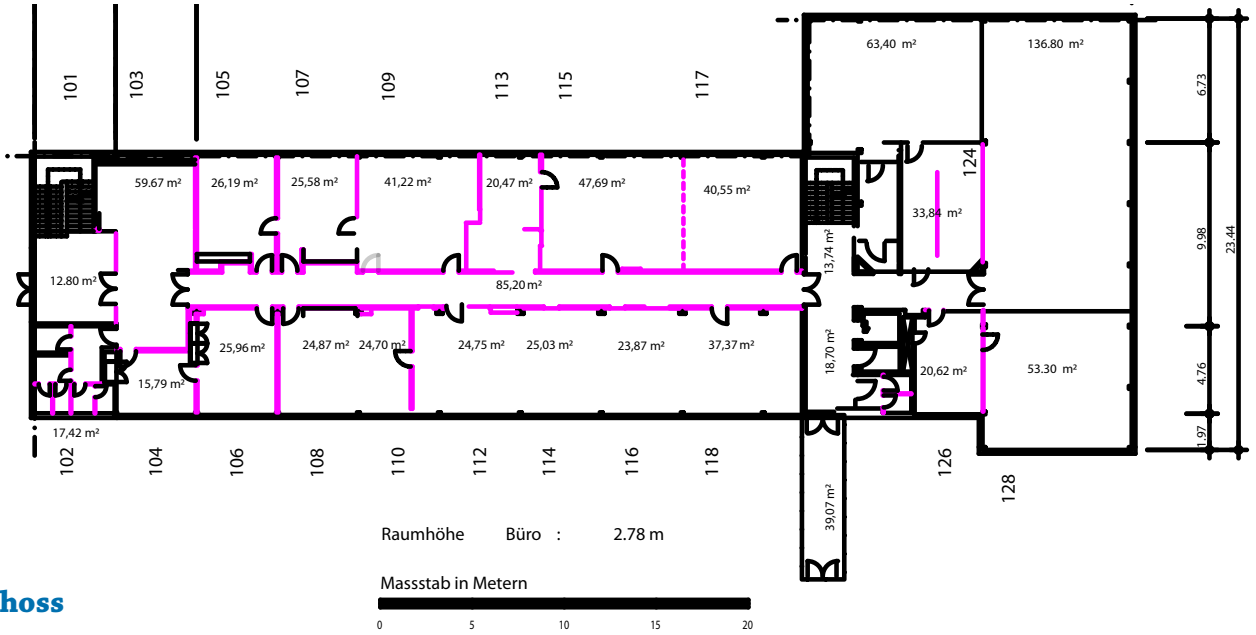 63,40 m²
136.80 m²
101
103
105
107
109
113
115
117
6.73
124
59.67 m²
26,19 m²
25,58 m²
41,22 m²
20,47 m²
47,69 m²
40,55 m²
33,84 m²
9.98
23.44
13,74 m²
12.80 m²
85,20 m²
25,96 m²
24,87 m²
24,70 m²
24,75 m²
25,03 m²
23,87 m²
37,37 m²
18,70 m²
20,62 m²
53.30 m²
4.76
15,79 m²
17,42 m²
1.97
102
104
106
108
110
112
114
116
118
126
128
39,07 m²
Raumhöhe Büro : 2.78 m
Massstab in Metern
hoss
0 5 10 15 20